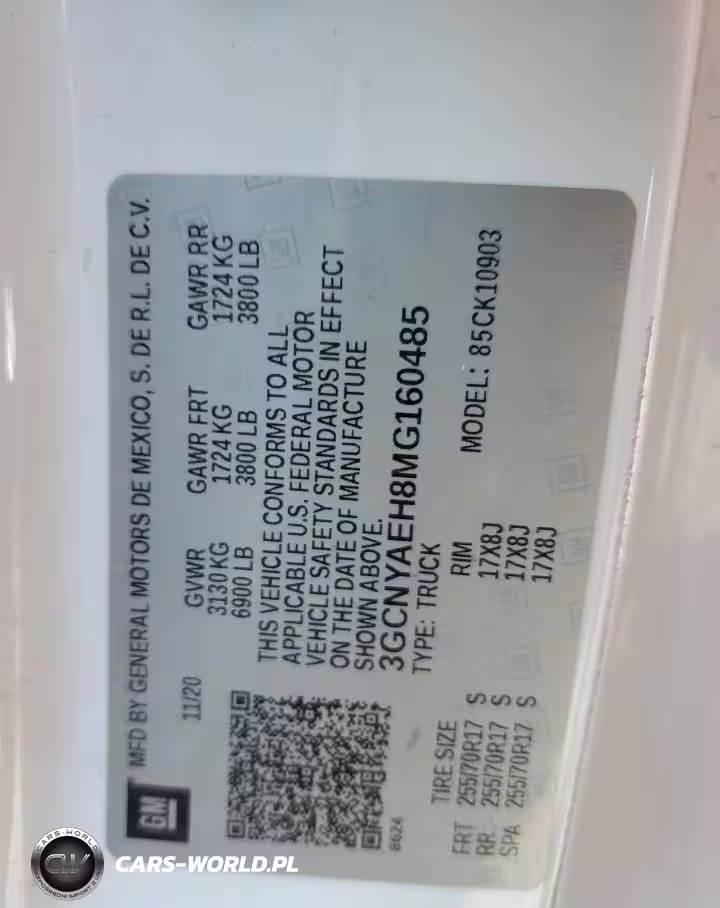 GM
MFD BY GENERAL MOTORS DE MEXICO, S. DE R.L. DE C.V.
11/20 GVWR GAWR FRT GAWR RR
3130 KG 1724 KG 1724 KG
6900 LB 3800 LB 3800 LB
THIS VEHICLE CONFORMS TO ALL
APPLICABLE U.S. FEDERAL MOTOR
VEHICLE SAFETY STANDARDS IN EFFECT
ON THE DATE OF MANUFACTURE
SHOWN ABOVE.
3GCNYAEH8MG160485
TYPE: TRUCK
8624
MODEL: 85CK10903
TIRE SIZE RIM
FRT 255/70R17 S 17X8J
RR 255/70R17 S 17X8J
SPA 255/70R17 S 17X8J
CARS-WORLD
CW
CARS-WORLD.PL